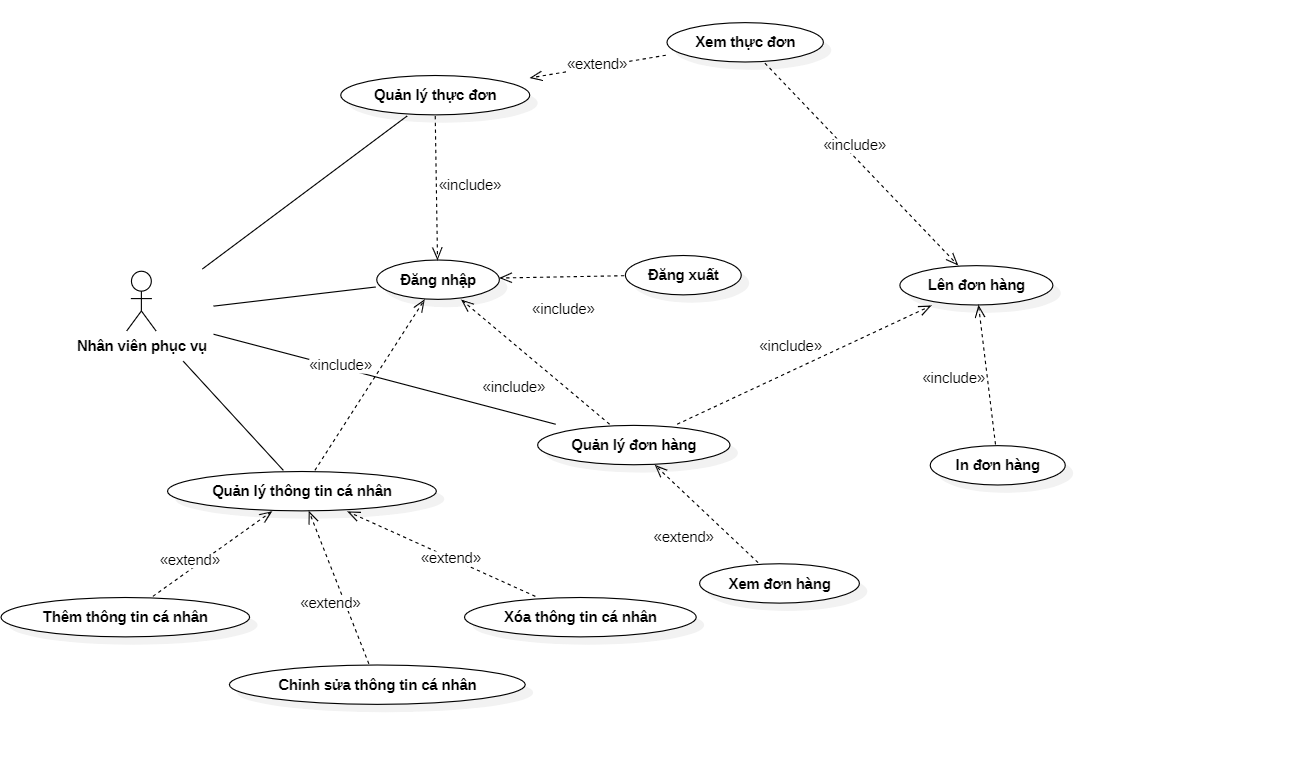 Xem thực đơn
«extend»
Quản lý thực đơn
«include»
«include»
Đăng nhập
Đăng xuất
Lên đơn hàng
«include»
Nhân viên phục vụ
«include»
«include»
«include»
«include»
Quản lý đơn hàng
In đơn hàng
Quản lý thông tin cá nhân
«extend»
«extend»
«extend»
Xem đơn hàng
«extend»
Thêm thông tin cá nhân
Xóa thông tin cá nhân
Chỉnh sửa thông tin cá nhân